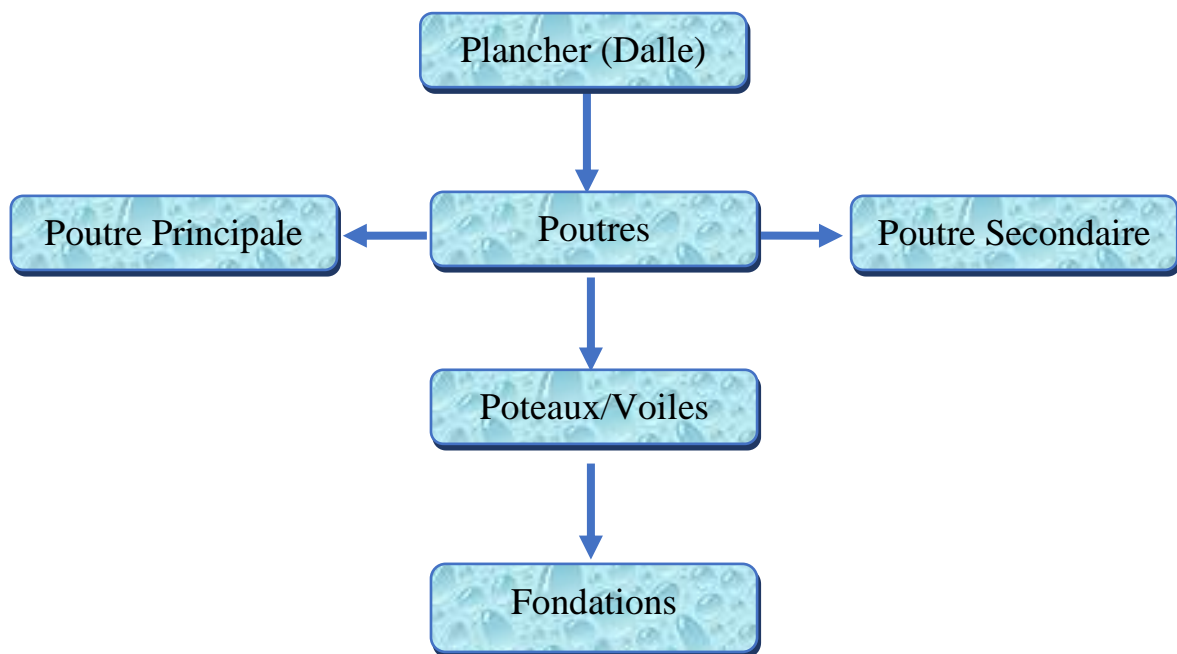 Plancher (Dalle)
Poutre Principale
Poutres
Poutre Secondaire
Poteaux/Voiles
Fondations